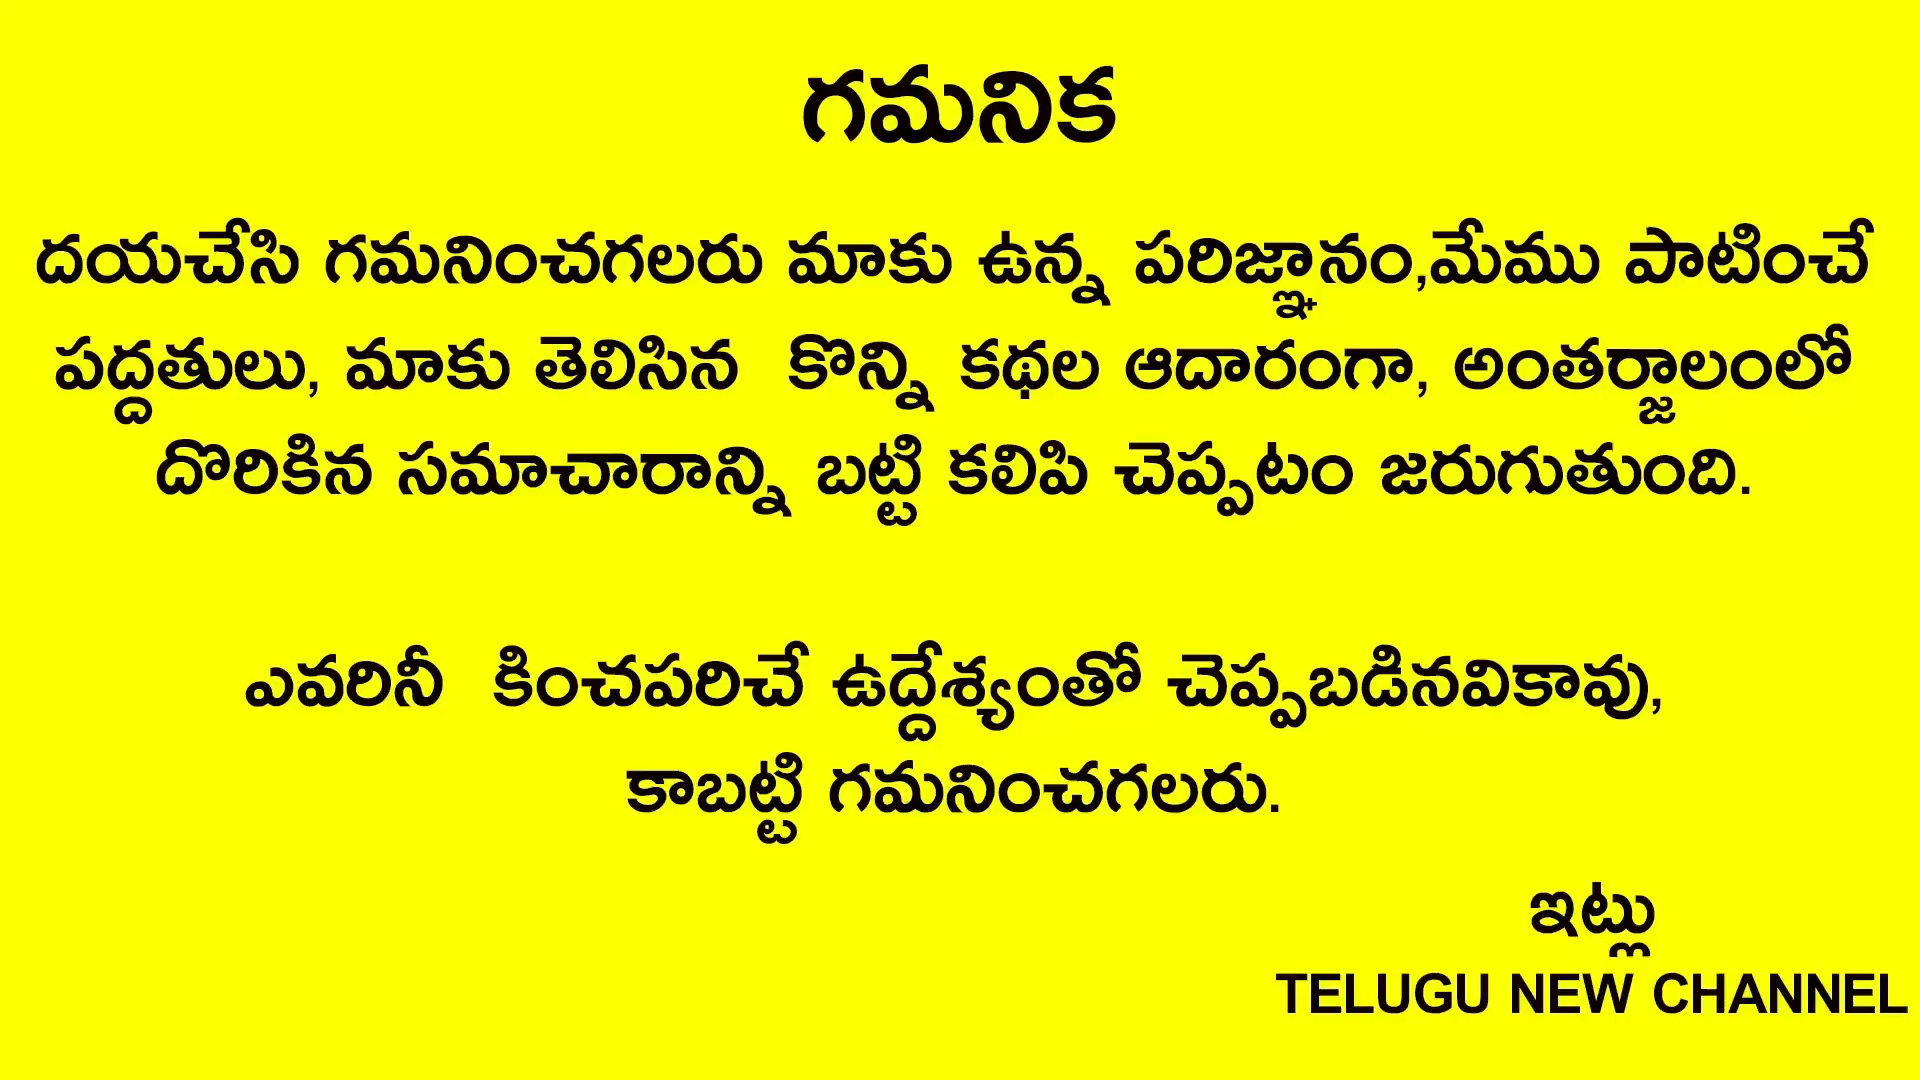 గమనిక
దయచేసి గమనించగలరు మాకు ఉన్న పరిజ్ఞానం,మేము పాటించే
పద్దతులు, మాకు తెలిసిన కొన్ని కథల ఆదారంగా, అంతర్జాలంలో
దొరికిన సమాచారాన్ని బట్టి కలిపి చెప్పటం జరుగుతుంది.
ఎవరినీ కించపరిచే ఉద్దేశ్యంతో చెప్పబడినవికావు,
కాబట్టి గమనించగలరు.
ఇట్లు
TELUGU NEW CHANNEL